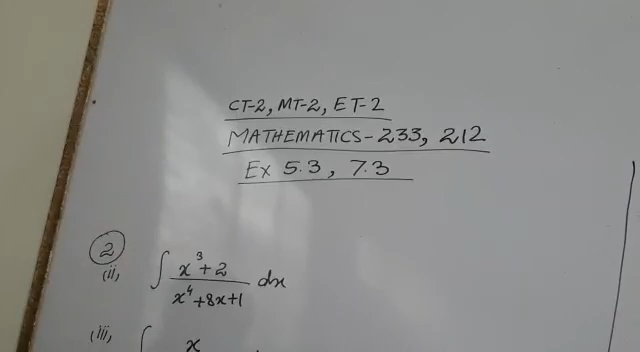 CT-2, MT-2, ET-2
MATHEMATICS-233, 212
Ex 5.3, 7.3
2
(ii) ∫ x³+2 / x⁴+8x+1 dx
(iii) ∫ x